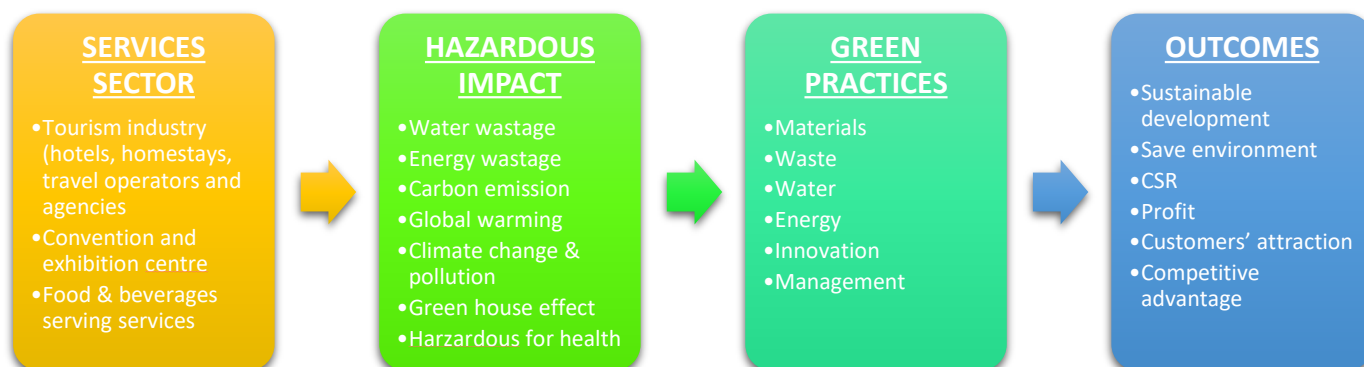 SERVICES
SECTOR
•Tourism industry
(hotels, homestays,
travel operators and
agencies
•Convention and
exhibition centre
•Food & beverages
serving services
HAZARDOUS
IMPACT
•Water wastage
•Energy wastage
•Carbon emission
•Global warming
•Climate change &
pollution
•Green house effect
•Harzardous for health
GREEN
PRACTICES
•Materials
•Waste
•Water
•Energy
•Innovation
•Management
OUTCOMES
•Sustainable
development
•Save environment
•CSR
•Profit
•Customers’ attraction
•Competitive
advantage